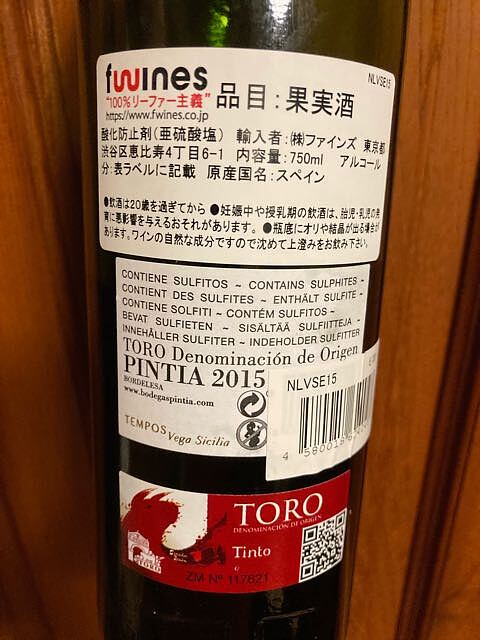 fwines
NLVSE15
"100%リーファー主義"
品目:果実酒
https://www.fwines.co.jp
酸化防止剤(亜硫酸塩) 輸入者:㈱ファインズ 東京都
渋谷区恵比寿4丁目6-1 内容量:750ml アルコール
分:表ラベルに記載 原産国名:スペイン
●飲酒は20歳を過ぎてから ●妊娠中や授乳期の飲酒は、胎児・乳児の発
育に悪影響を与えるおそれがあります。 ●瓶底にオリや結晶が出る場合が
あります。ワインの自然な成分ですので沈めて上澄みをお飲み下さい。
CONTIENE SULFITOS ~ CONTAINS SULPHITES ~
CONTIENT DES SULFITES ~ ENTHÄLT SULFITE ~
CONTIENE SOLFITI ~ CONTÉM SULFITOS ~
BEVAT SULFIETEN ~ SISÄLTÄÄ SULFIITTEJA ~
INNEHÅLLER SULFITER ~ INDEHOLDER SULFITTER
TORO Denominación de Origen
PINTIA 2015
BORDELESA
www.bodegaspintia.com
TEMPOS Vega Sicilia
NLVSE15
TORO
DENOMINACIÓN DE ORIGEN
Tinto
TORO
ZM Nº 117621